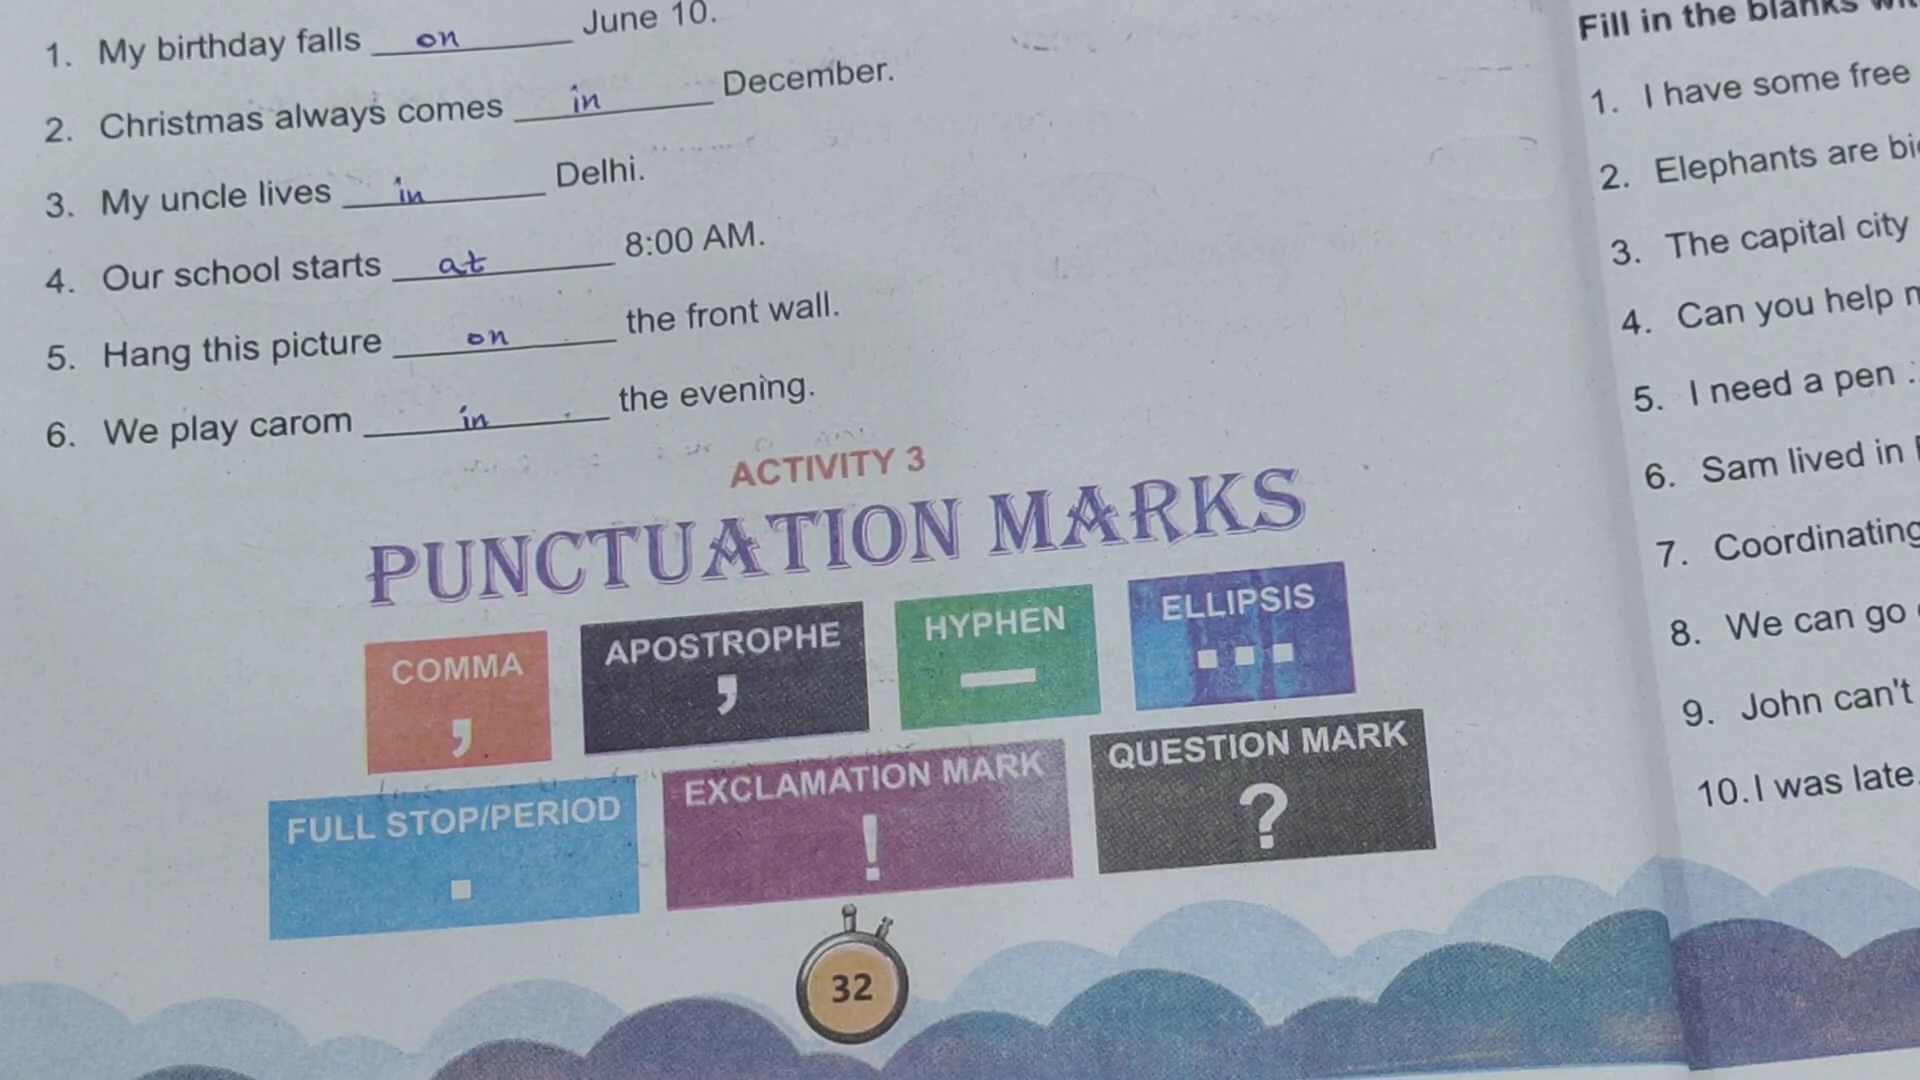 1. My birthday falls on June 10.
2. Christmas always comes in December.
3. My uncle lives in Delhi.
4. Our school starts at 8:00 AM.
5. Hang this picture on the front wall.
6. We play carom in the evening.
ACTIVITY 3
PUNCTUATION MARKS
COMMA APOSTROPHE HYPHEN ELLIPSIS
, ’ – ...
FULL STOP/PERIOD EXCLAMATION MARK QUESTION MARK
. ! ?
32
Fill in the blanks
1. I have some free
2. Elephants are
3. The capital city
4. Can you help
5. I need a pen
6. Sam lived in
7. Coordinating
8. We can go
9. John can't
10. I was late